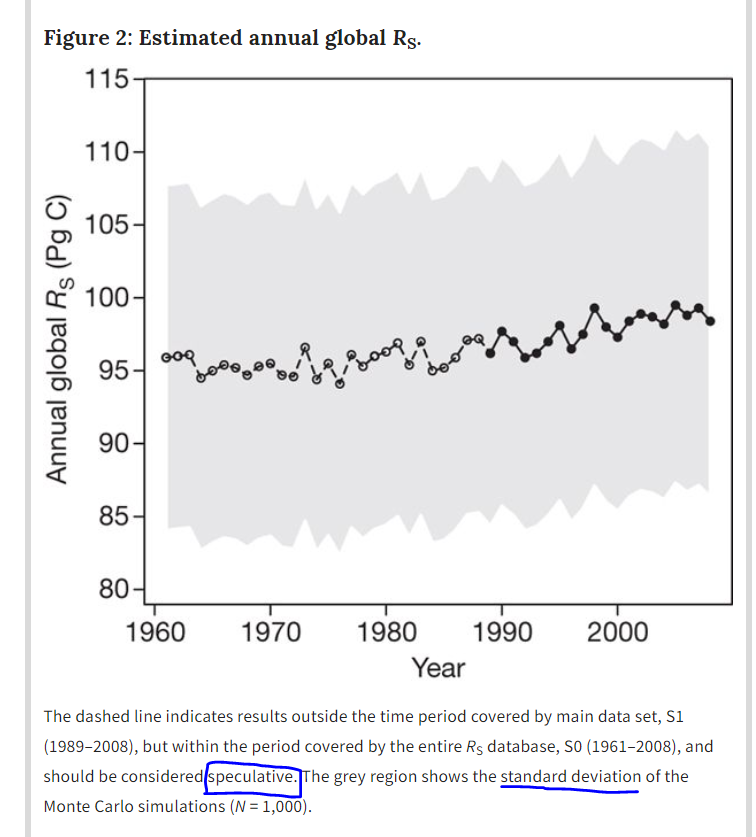 Figure 2: Estimated annual global RS.
115
110
105
100
95
90
85
80
Annual global RS (Pg C)
1960 1970 1980 1990 2000
Year
The dashed line indicates results outside the time period covered by main data set, S1
(1989–2008), but within the period covered by the entire RS database, S0 (1961–2008), and
should be considered speculative. The grey region shows the standard deviation of the
Monte Carlo simulations (N = 1,000).